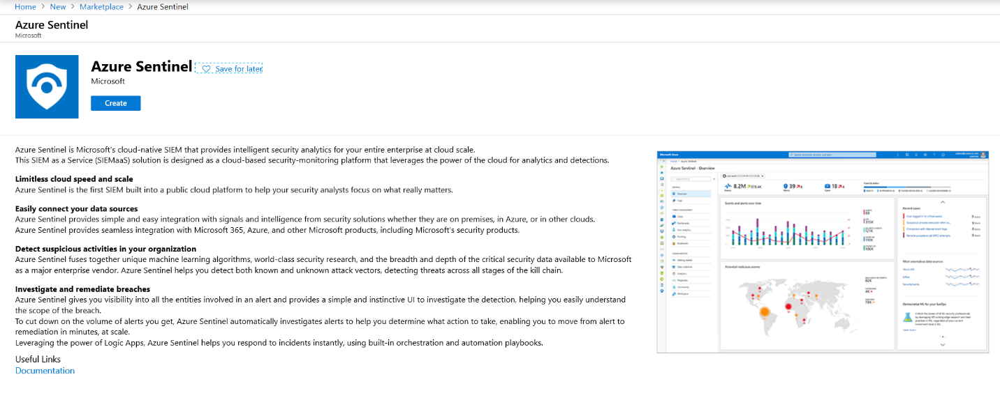 Home > New > Marketplace > Azure Sentinel
Azure Sentinel
Microsoft
Azure Sentinel
Save for later
Microsoft
Create
Azure Sentinel is Microsoft's cloud-native SIEM that provides intelligent security analytics for your entire enterprise at cloud scale.
This SIEM as a Service (SIEMaaS) solution is designed as a cloud-based security-monitoring platform that leverages the power of the cloud for analytics and detections.
Limitless cloud speed and scale
Azure Sentinel is the first SIEM built into a public cloud platform to help your security analysts focus on what really matters.
Easily connect your data sources
Azure Sentinel provides simple and easy integration with signals and intelligence from security solutions whether they are on premises, in Azure, or in other clouds.
Azure Sentinel provides seamless integration with Microsoft 365, Azure, and other Microsoft products, including Microsoft's security products.
Detect suspicious activities in your organization
Azure Sentinel fuses together unique machine learning algorithms, world-class security research, and the breadth and depth of the critical security data available to Microsoft
as a major enterprise vendor. Azure Sentinel helps you detect both known and unknown attack vectors, detecting threats across all stages of the kill chain.
Investigate and remediate breaches
Azure Sentinel gives you visibility into all the entities involved in an alert and provides a simple and instinctive UI to investigate the detection, helping you easily understand
the scope of the breach.
To cut down on the volume of alerts you get, Azure Sentinel automatically investigates alerts to help you determine what action to take, enabling you to move from alert to
remediation in minutes, at scale.
Leveraging the power of Logic Apps, Azure Sentinel helps you respond to incidents instantly, using built-in orchestration and automation playbooks.
Useful Links
Documentation
Microsoft Azure
Home > Azure Sentinel
Azure Sentinel - Overview
8.2M
39
18
Events and alerts over time
Potential malicious events
Recent cases
Most anomalous data sources
Democratize ML for your SecOps